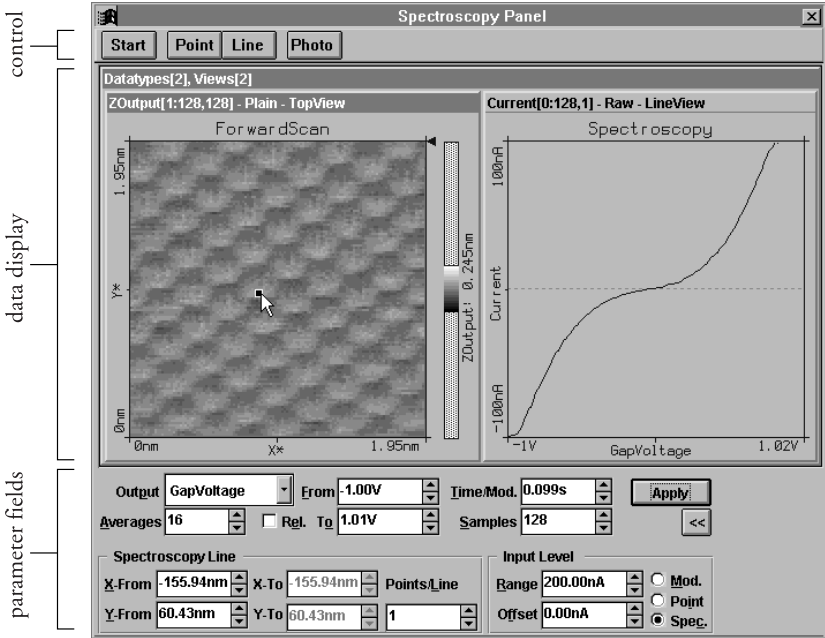 Spectroscopy Panel
control
Start Point Line Photo
data display
Datatypes[2], Views[2]
ZOutput[1:128,128] - Plain - TopView
ForwardScan
1.95nm
Y*
0nm
0nm X* 1.95nm
ZOutput! 0.245nm
Current[0:128,1] - Raw - LineView
Spectroscopy
100nA
Current
-100nA
-1V GapVoltage 1.02V
parameter fields
Output GapVoltage From -1.00V Time/Mod. 0.099s Apply
Averages 16 Rel. To 1.01V Samples 128 <<
Spectroscopy Line
X-From -155.94nm X-To -155.94nm Points/Line
Y-From 60.43nm Y-To 60.43nm 1
Input Level
Range 200.00nA Mod.
Point
Offset 0.00nA Spec.